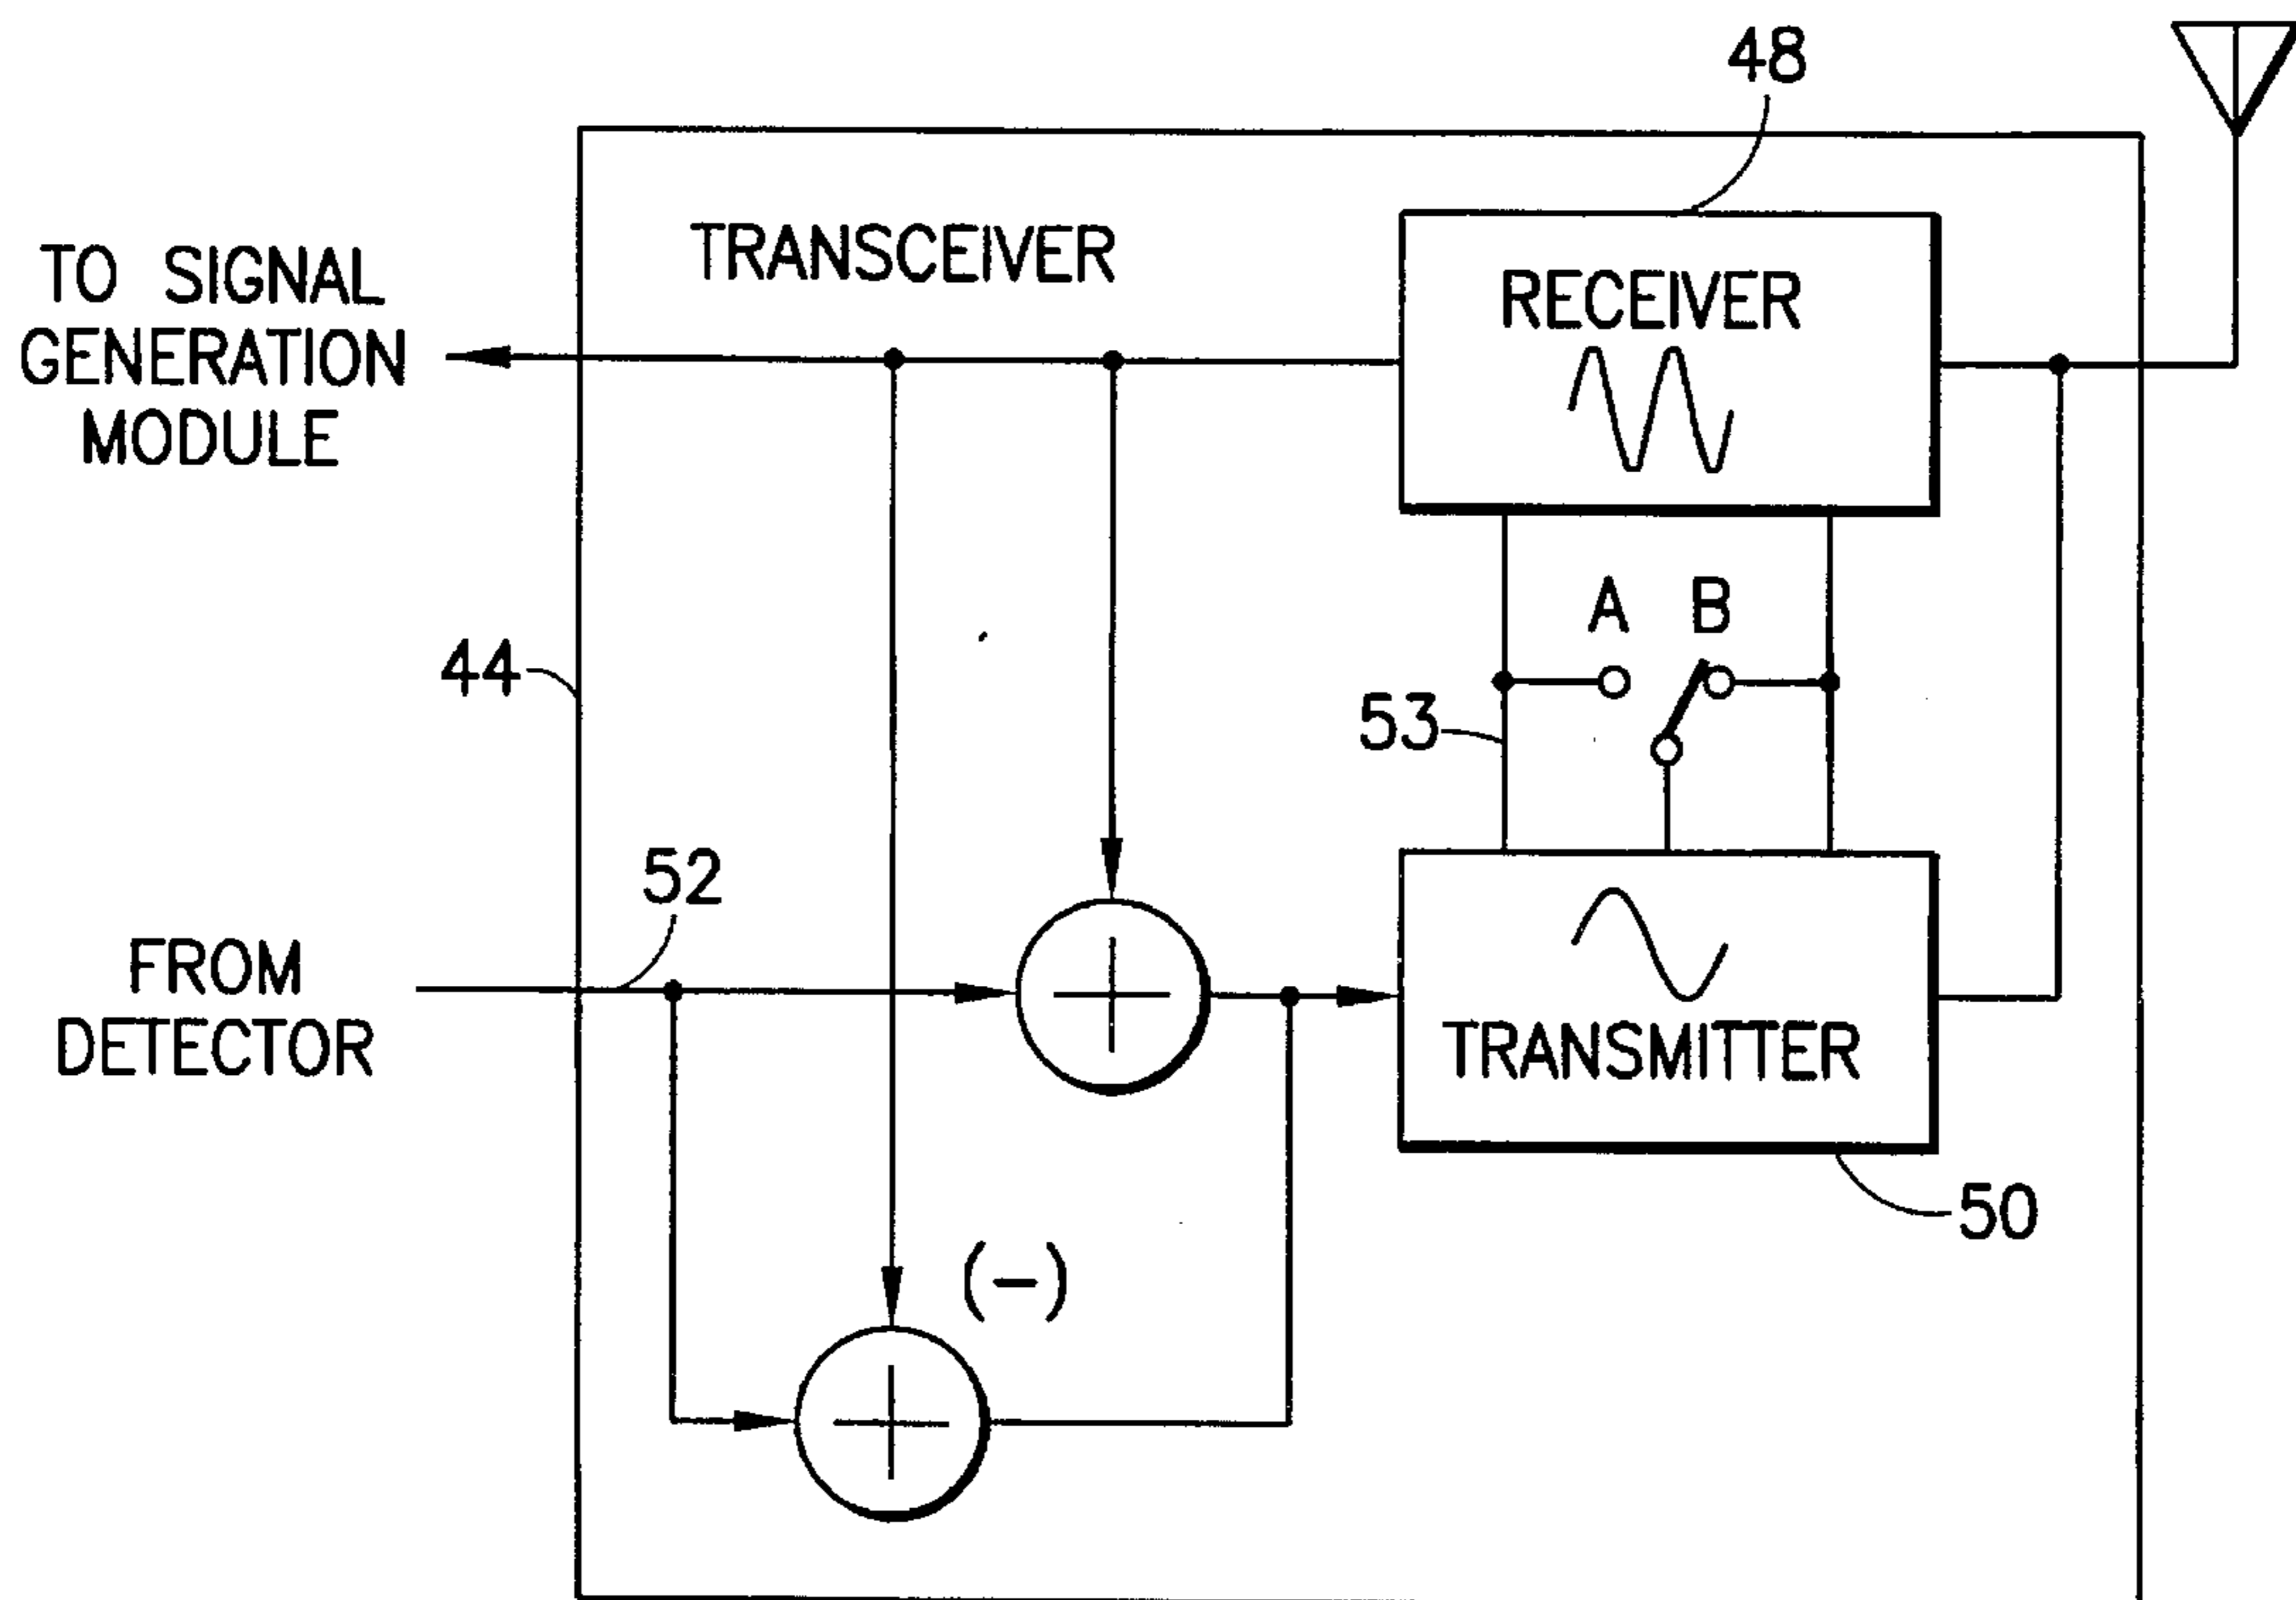 48
TRANSCEIVER
TO SIGNAL
GENERATION
MODULE
RECEIVER
A B
44
53
52
FROM
DETECTOR
TRANSMITTER
50
(-)